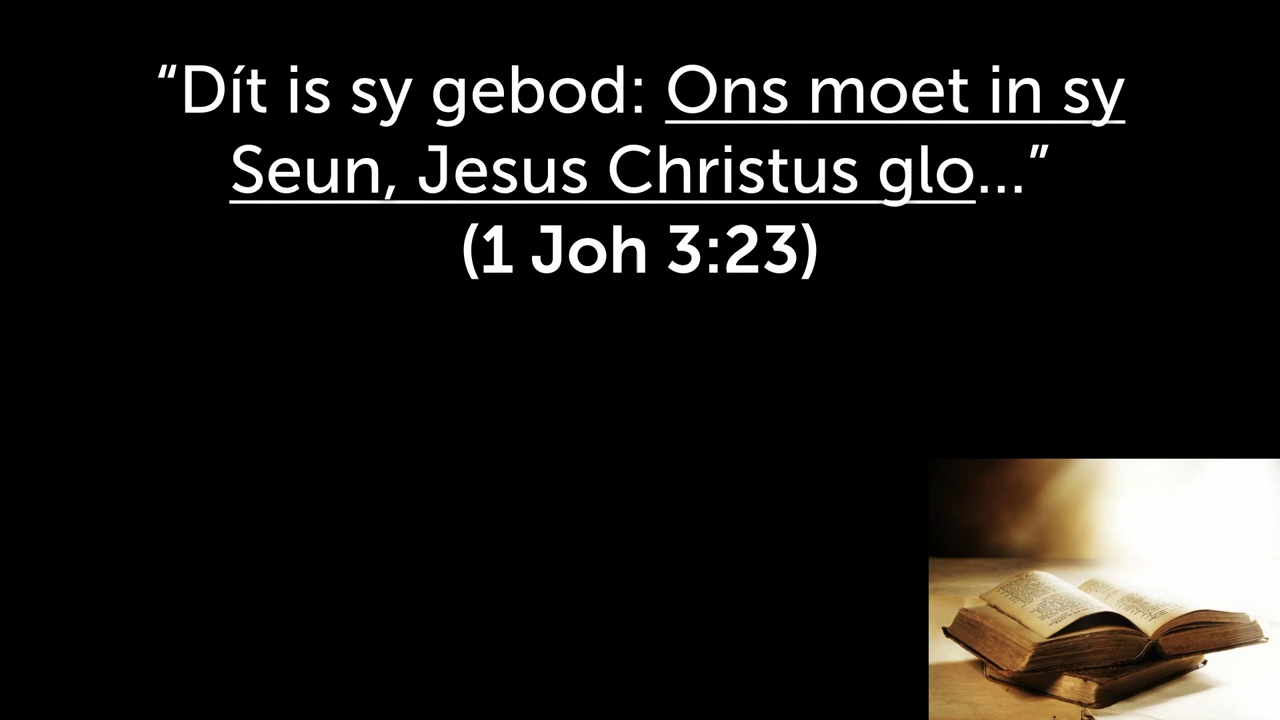 “Dít is sy gebod: Ons moet in sy
Seun, Jesus Christus glo...”
(1 Joh 3:23)